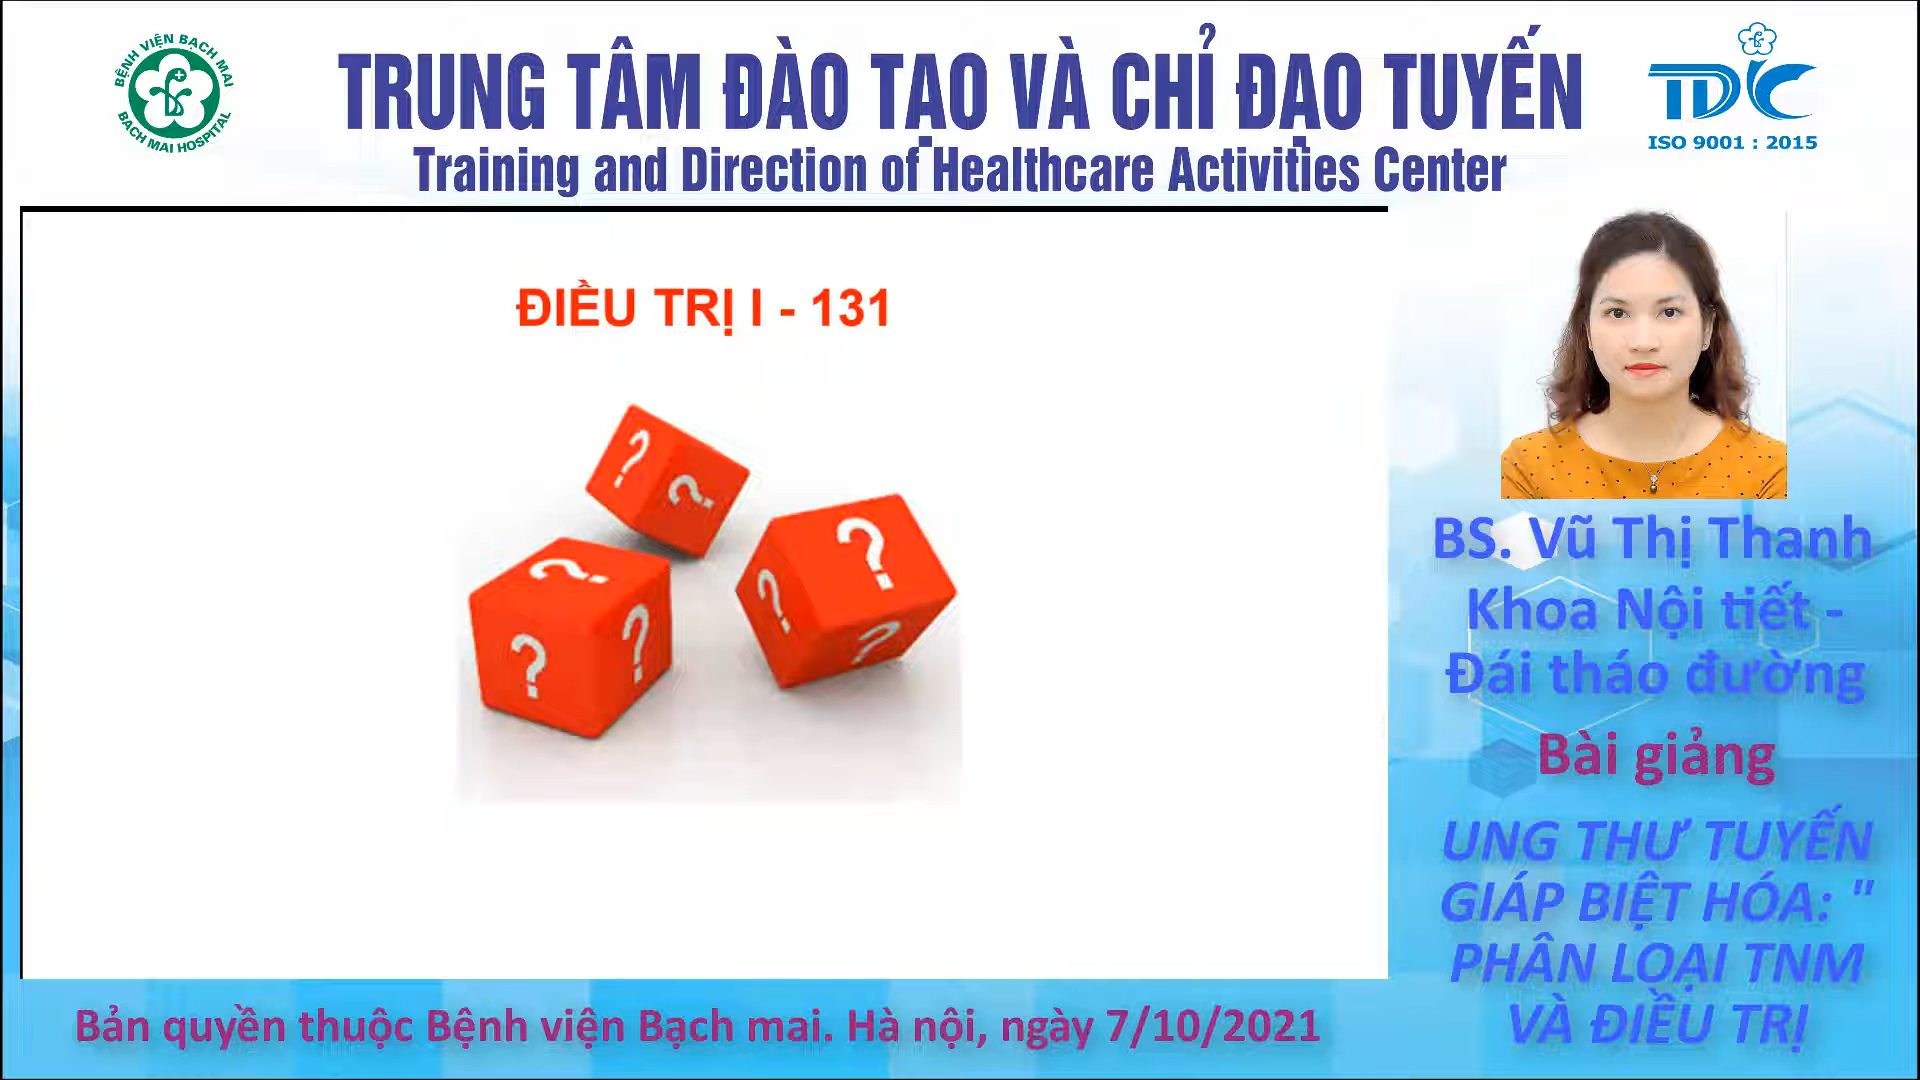 BỆNH VIỆN BẠCH MAI
BACH MAI HOSPITAL
TRUNG TÂM ĐÀO TẠO VÀ CHỈ ĐẠO TUYẾN
Training and Direction of Healthcare Activities Center
TDC
ISO 9001 : 2015
ĐIỀU TRỊ I - 131
? ?
? ? ?
? ? ?
BS. Vũ Thị Thanh
Khoa Nội tiết -
Đái tháo đường
Bài giảng
UNG THƯ TUYẾN
GIÁP BIỆT HÓA: "
PHÂN LOẠI TNM
VÀ ĐIỀU TRỊ
Bản quyền thuộc Bệnh viện Bạch mai. Hà nội, ngày 7/10/2021